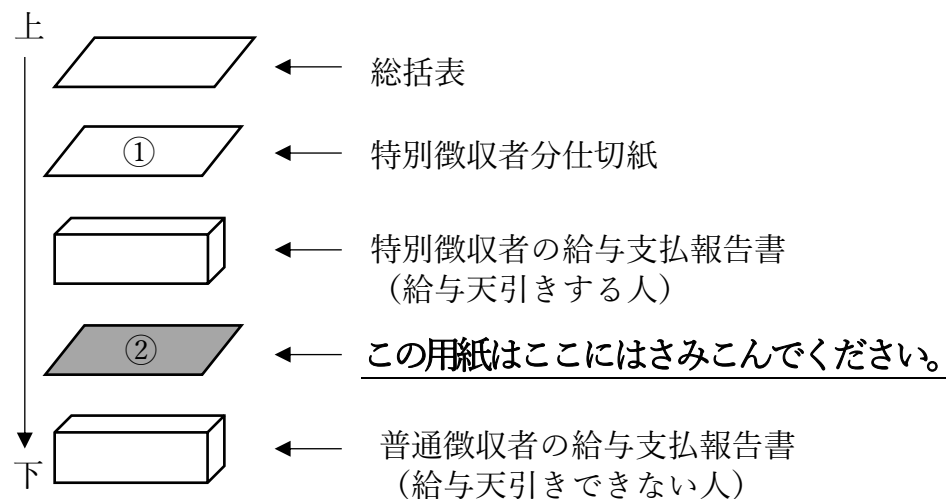 上
総括表
①
特別徴収者分仕切紙
特別徴収者の給与支払報告書
（給与天引きする人）
②
この用紙はここにはさみこんでください。
普通徴収者の給与支払報告書
（給与天引きできない人）
下